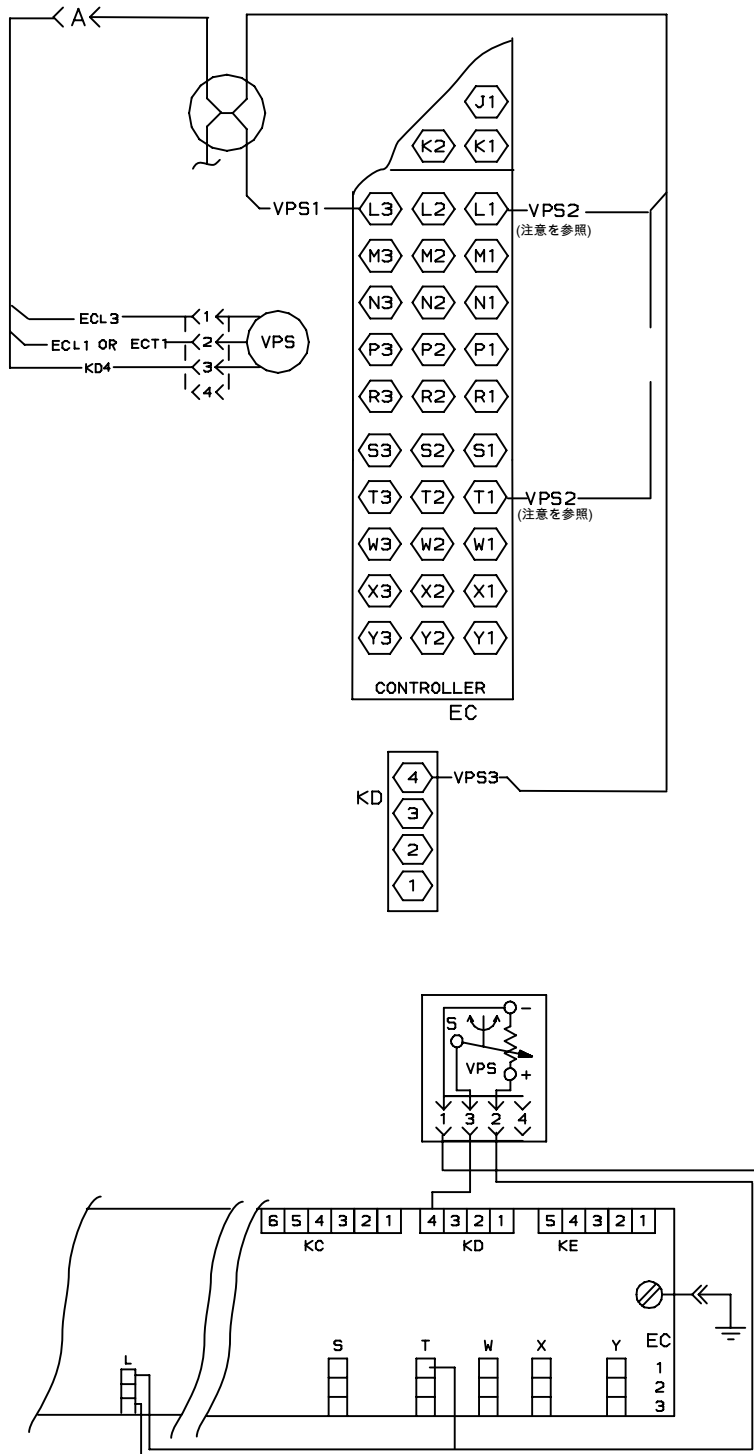 A
J1
K2 K1
VPS1 L3 L2 L1 VPS2
(注意を参照)
M3 M2 M1
N3 N2 N1
ECL3 1
ECL1 OR ECT1 2 VPS
KD4 3
4
P3 P2 P1
R3 R2 R1
S3 S2 S1
T3 T2 T1 VPS2
(注意を参照)
W3 W2 W1
X3 X2 X1
Y3 Y2 Y1
CONTROLLER
EC
KD
4 VPS3
3
2
1
-
S
VPS
+
1 3 2 4
6 5 4 3 2 1 4 3 2 1 5 4 3 2 1
KC KD KE
L S T W X Y EC
1
2
3